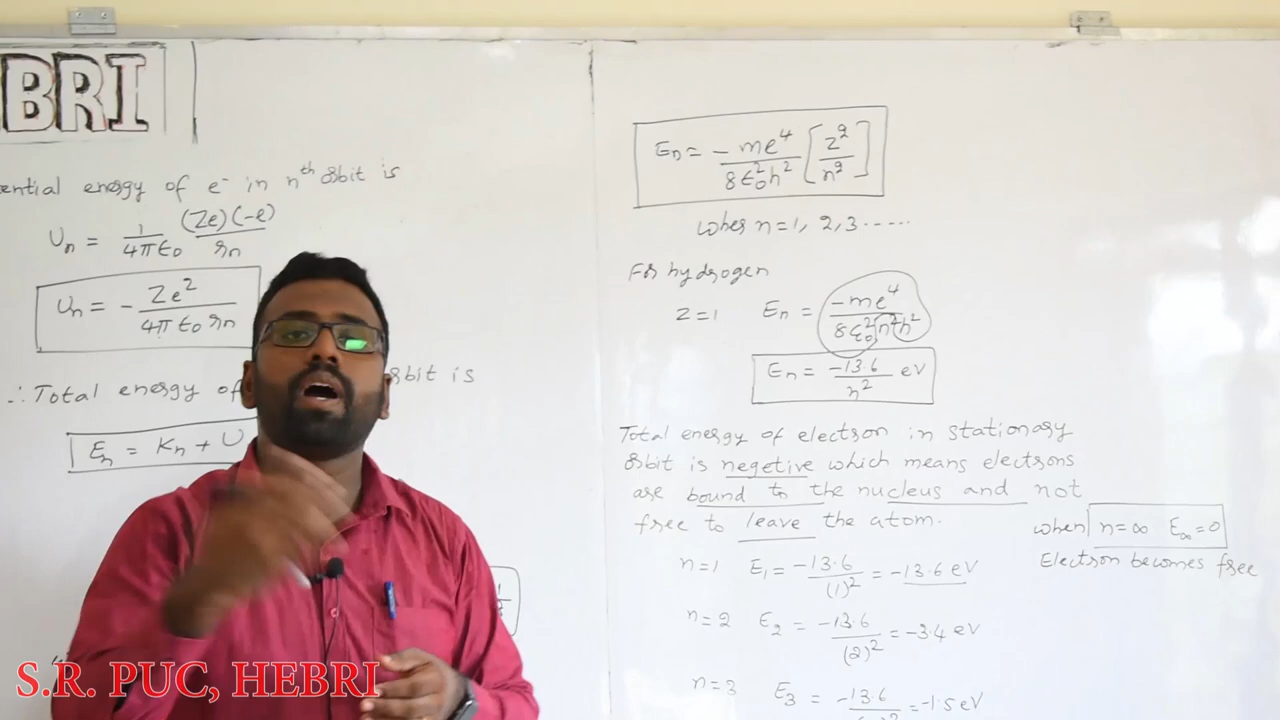 BRI
ential energy of e⁻ in nᵗʰ orbit is
Uₙ = 1/4πε₀ (Ze)(-e)/rₙ
Uₙ = - Ze²/4πε₀ rₙ
∴ Total energy of orbit is
Eₙ = Kₙ + U
Eₙ = -me⁴/8ε₀²h² [Z²/n²]
when n=1, 2, 3 ......
For hydrogen
Z=1 Eₙ = -me⁴/8ε₀²n²h²
Eₙ = -13.6/n² eV
Total energy of electron in stationary
orbit is negetive which means electrons
are bound to the nucleus and not
free to leave the atom.
when n=∞ E∞=0
Electron becomes free
n=1 E₁ = -13.6/(1)² = -13.6 eV
n=2 E₂ = -13.6/(2)² = -3.4 eV
n=3 E₃ = -13.6 = -1.5 eV
S.R. PUC, HEBRI